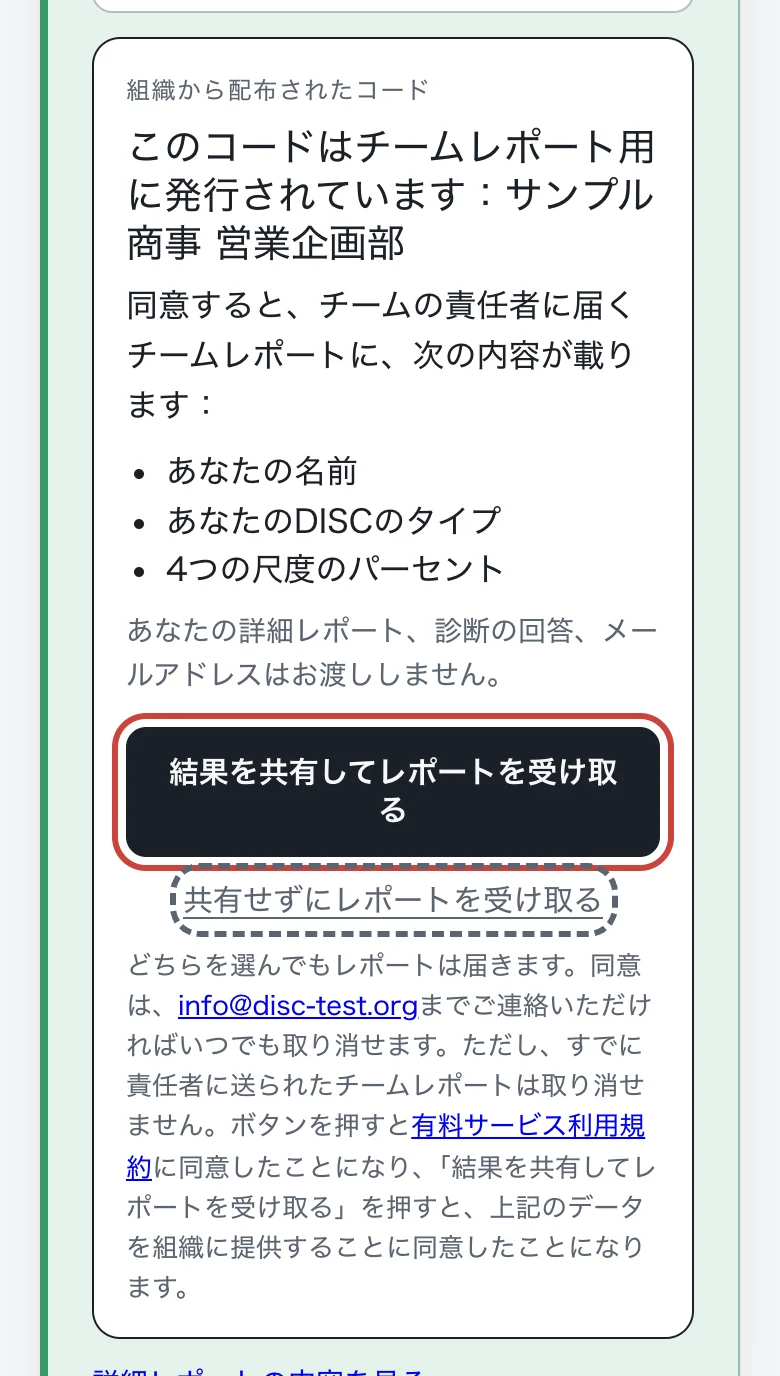 組織から配布されたコード
このコードはチームレポート用
に発行されています：サンプル
商事 営業企画部
同意すると、チームの責任者に届く
チームレポートに、次の内容が載り
ます：
• あなたの名前
• あなたのDISCのタイプ
• 4つの尺度のパーセント
あなたの詳細レポート、診断の回答、メー
ルアドレスはお渡ししません。
結果を共有してレポートを受け取
る
共有せずにレポートを受け取る
どちらを選んでもレポートは届きます。同意
は、info@disc-test.orgまでご連絡いただけ
ればいつでも取り消せます。ただし、すでに
責任者に送られたチームレポートは取り消せ
ません。ボタンを押すと有料サービス利用規
約に同意したことになり、「結果を共有してレ
ポートを受け取る」を押すと、上記のデータ
を組織に提供することに同意したことになり
ます。
詳細レポートの内容を見る